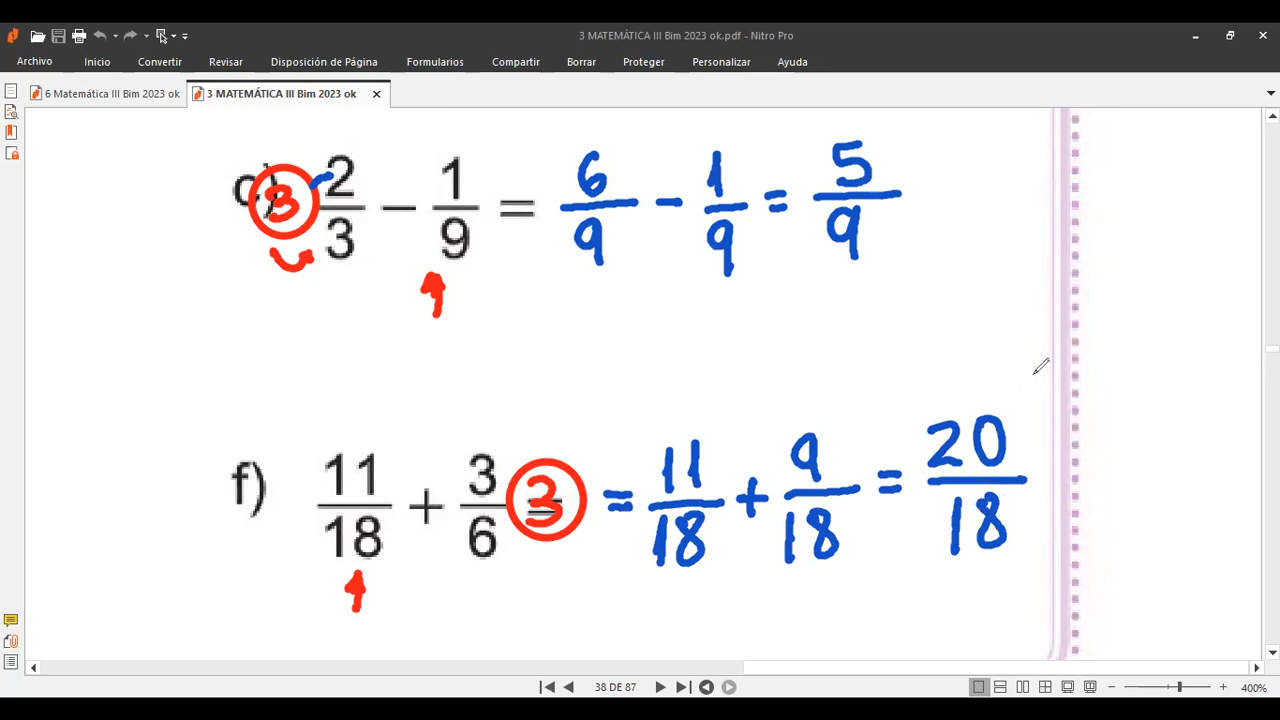 3 MATEMÁTICA III Bim 2023 ok.pdf - Nitro Pro
Archivo Inicio Convertir Revisar Disposición de Página Formularios Compartir Borrar Proteger Personalizar Ayuda
6 Matemática III Bim 2023 ok 3 MATEMÁTICA III Bim 2023 ok
c) 3 2/3 - 1/9 = 6/9 - 1/9 = 5/9
f) 11/18 + 3/6 = 3 = 11/18 + 9/18 = 20/18
38 DE 87 400%